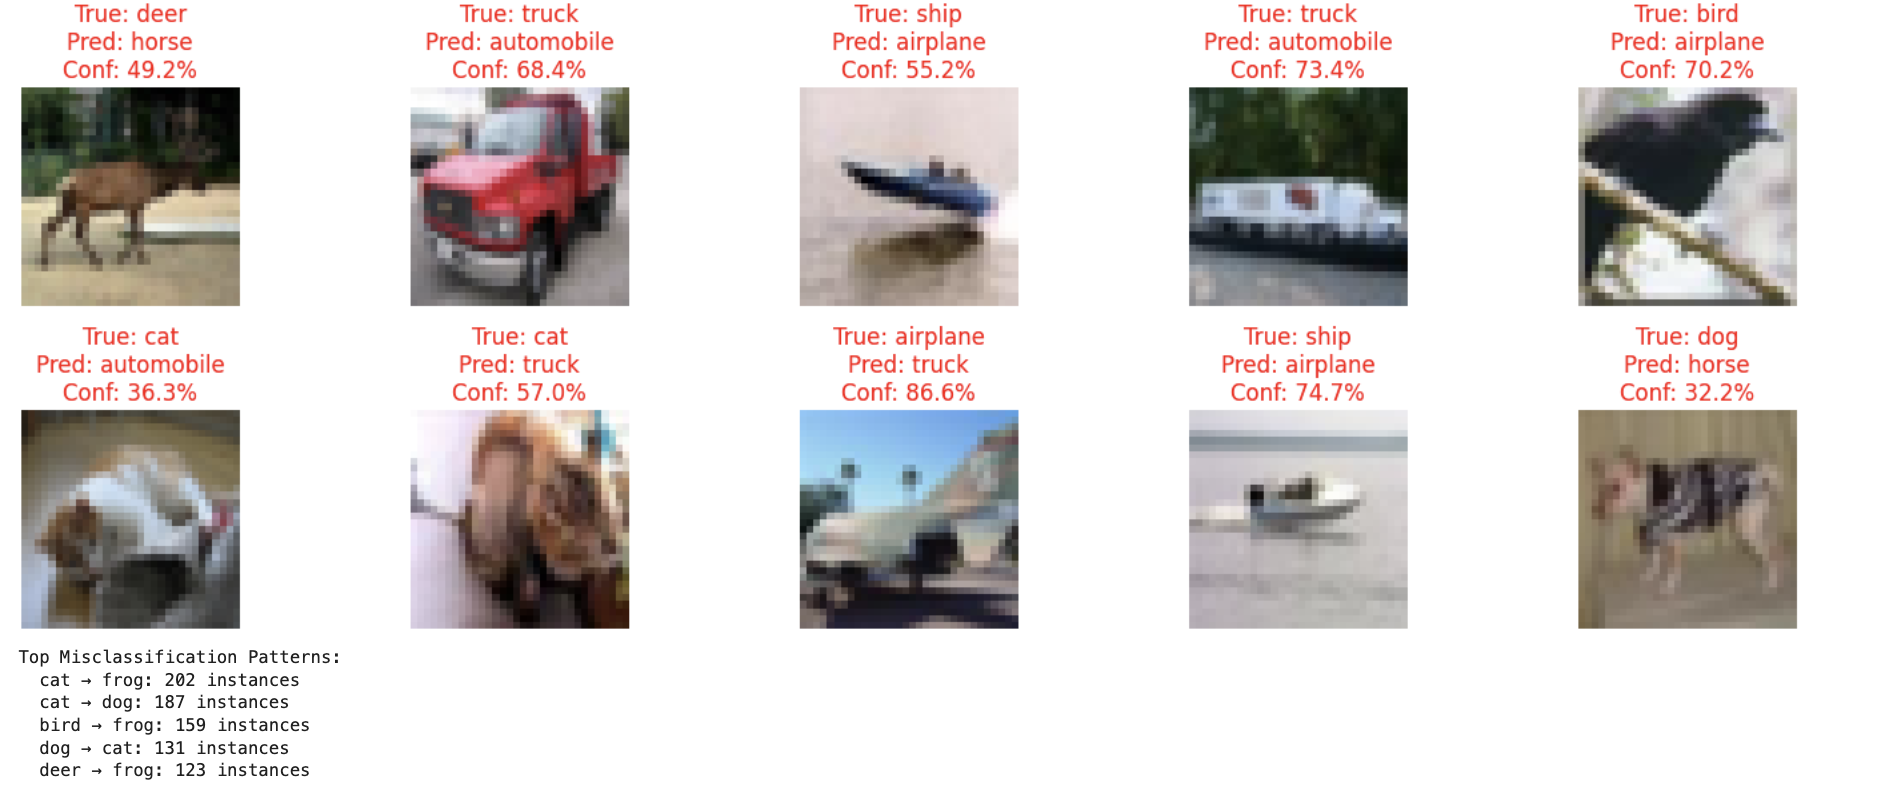 True: deer
Pred: horse
Conf: 49.2%
True: truck
Pred: automobile
Conf: 68.4%
True: ship
Pred: airplane
Conf: 55.2%
True: truck
Pred: automobile
Conf: 73.4%
True: bird
Pred: airplane
Conf: 70.2%
True: cat
Pred: automobile
Conf: 36.3%
True: cat
Pred: truck
Conf: 57.0%
True: airplane
Pred: truck
Conf: 86.6%
True: ship
Pred: airplane
Conf: 74.7%
True: dog
Pred: horse
Conf: 32.2%
Top Misclassification Patterns:
cat → frog: 202 instances
cat → dog: 187 instances
bird → frog: 159 instances
dog → cat: 131 instances
deer → frog: 123 instances